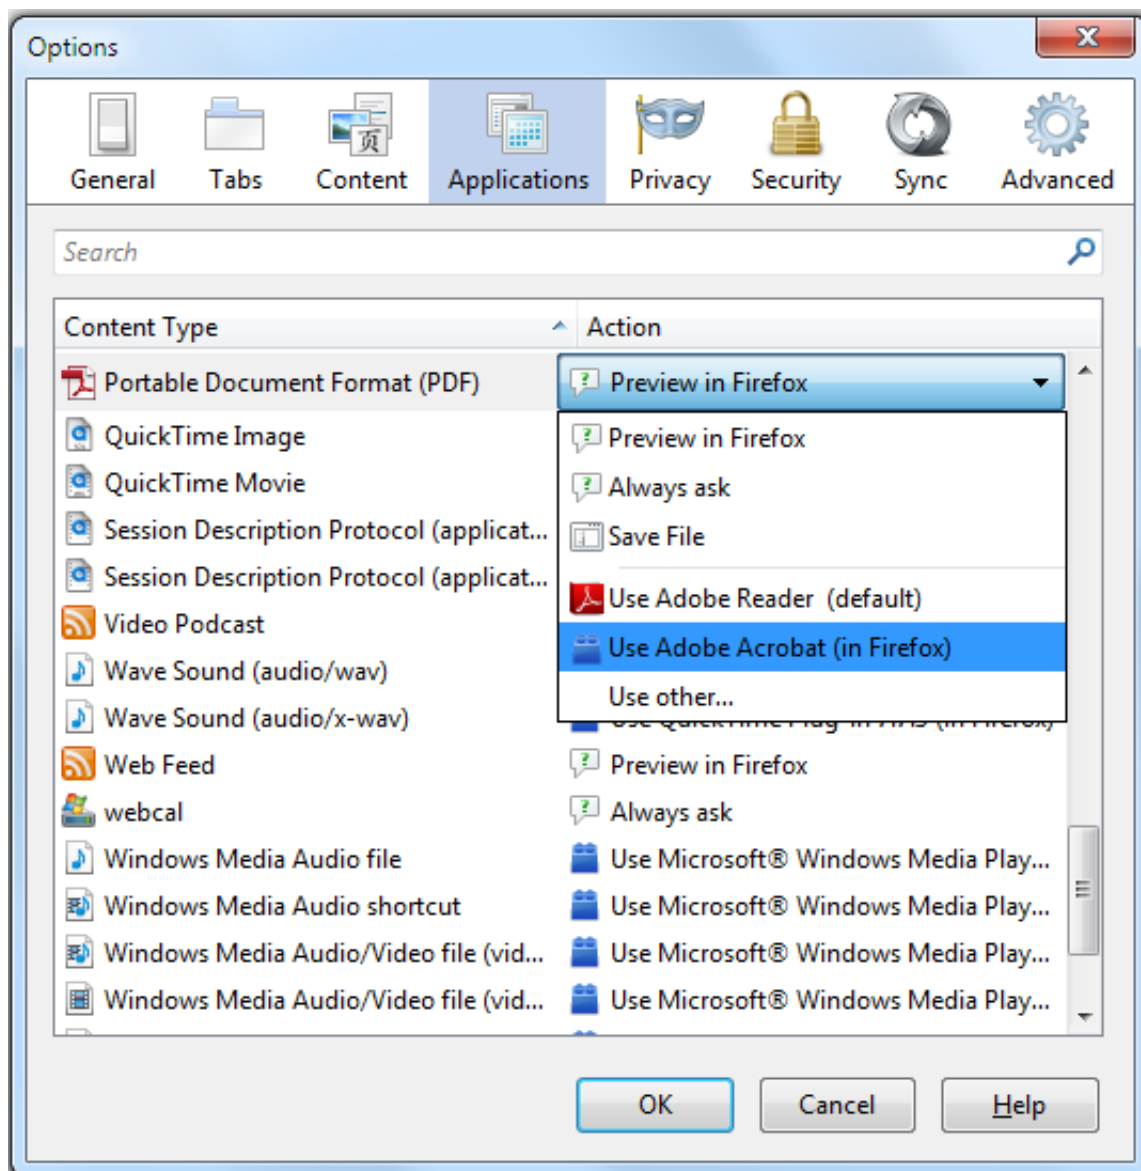 Options
General Tabs Content Applications Privacy Security Sync Advanced
页
Search
Content Type Action
Portable Document Format (PDF) Preview in Firefox
QuickTime Image Preview in Firefox
QuickTime Movie Always ask
Session Description Protocol (applicat... Save File
Session Description Protocol (applicat... Use Adobe Reader (default)
Video Podcast Use Adobe Acrobat (in Firefox)
Wave Sound (audio/wav) Use other...
Wave Sound (audio/x-wav) (in Firefox)
Web Feed Preview in Firefox
webcal Always ask
Windows Media Audio file Use Microsoft® Windows Media Play...
Windows Media Audio shortcut Use Microsoft® Windows Media Play...
Windows Media Audio/Video file (vid... Use Microsoft® Windows Media Play...
Windows Media Audio/Video file (vid... Use Microsoft® Windows Media Play...
OK Cancel Help